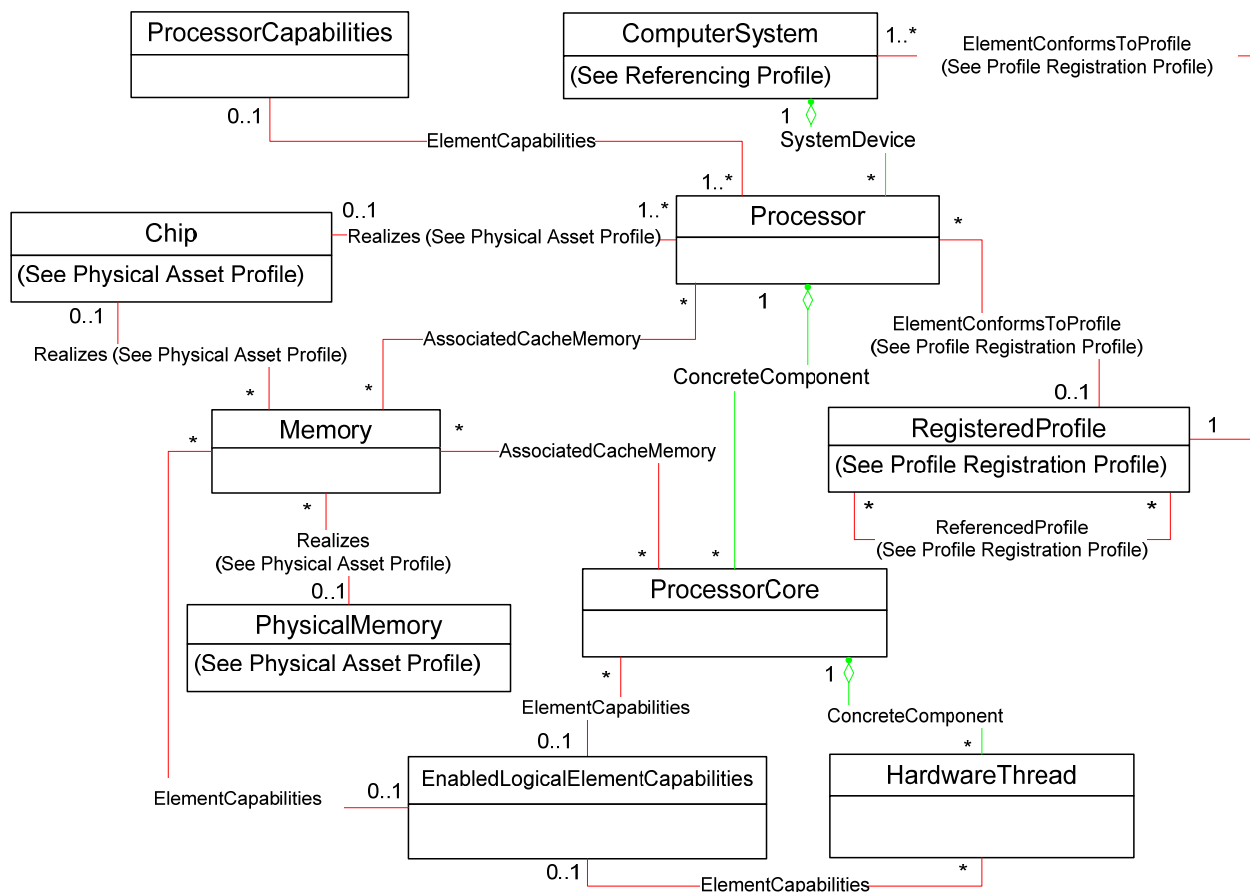 ProcessorCapabilities
ComputerSystem
(See Referencing Profile)
1..*
ElementConformsToProfile
(See Profile Registration Profile)
0..1
1
ElementCapabilities
SystemDevice
1..*
*
Chip
(See Physical Asset Profile)
0..1
Realizes (See Physical Asset Profile)
1..*
Processor
*
0..1
*
1
Realizes (See Physical Asset Profile)
AssociatedCacheMemory
ElementConformsToProfile
(See Profile Registration Profile)
ConcreteComponent
*
*
0..1
Memory
*
*
AssociatedCacheMemory
RegisteredProfile
(See Profile Registration Profile)
1
*
*
*
ReferencedProfile
(See Profile Registration Profile)
Realizes
(See Physical Asset Profile)
0..1
*
*
PhysicalMemory
(See Physical Asset Profile)
ProcessorCore
*
1
ElementCapabilities
ConcreteComponent
0..1
*
EnabledLogicalElementCapabilities
HardwareThread
ElementCapabilities
0..1
0..1
*
ElementCapabilities